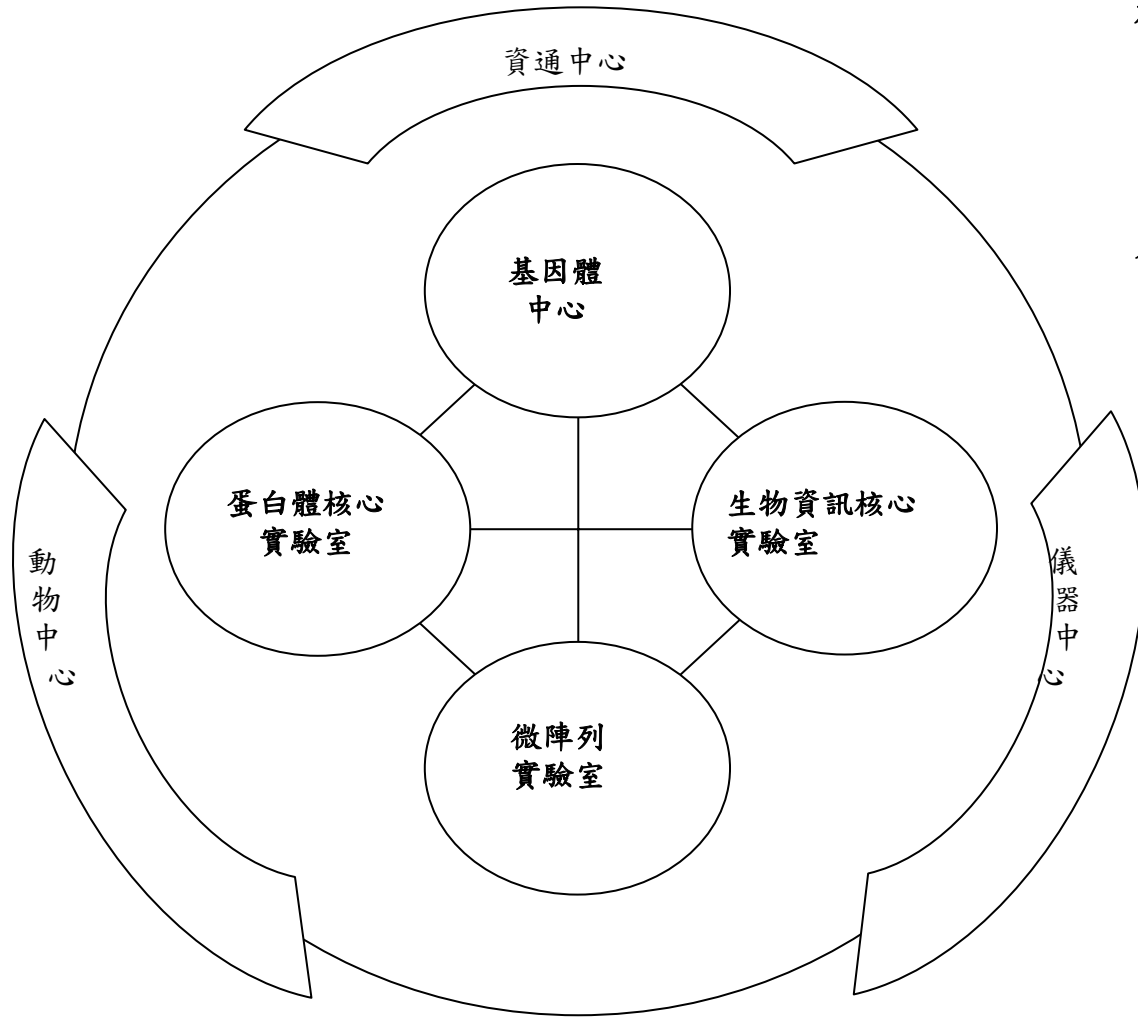 資通中心
基因體
中心
蛋白體核心
實驗室
生物資訊核心
實驗室
動物中心
儀器中心
微陣列
實驗室